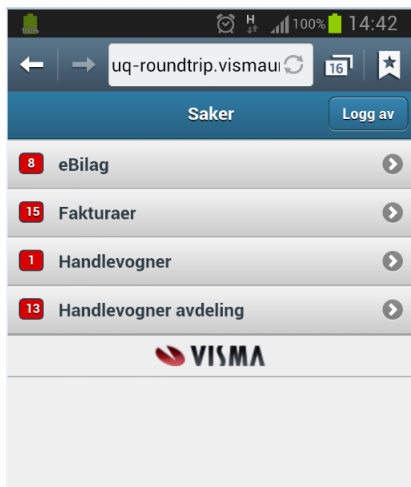 100%
H 100% 14:42
uq-roundtrip.vismaui 16
Saker Logg av
8 eBilag
15 Fakturaer
1 Handlevogner
13 Handlevogner avdeling
VISMA